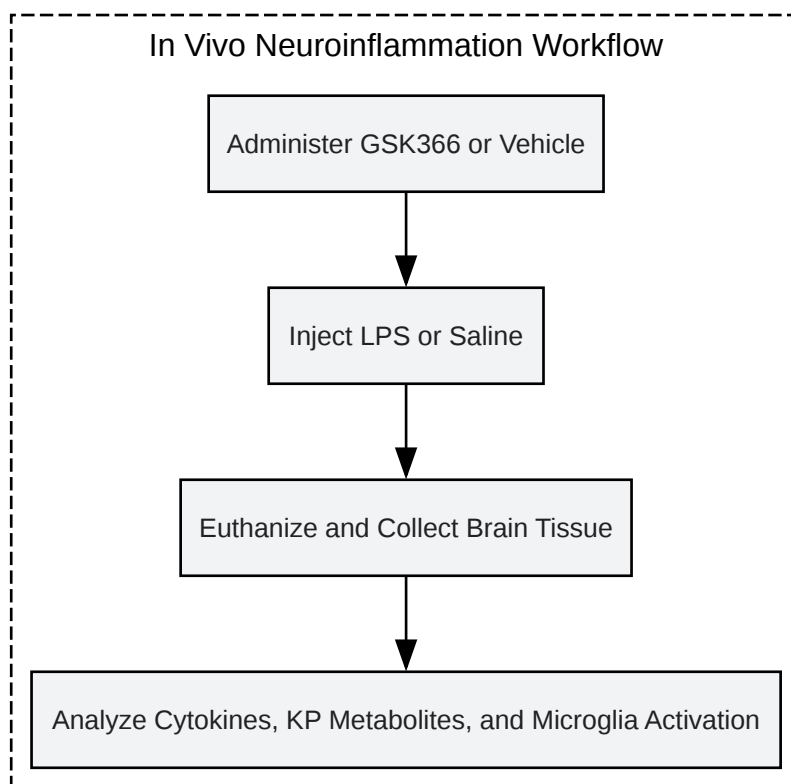 In Vivo Neuroinflammation Workflow
Administer GSK366 or Vehicle
Inject LPS or Saline
Euthanize and Collect Brain Tissue
Analyze Cytokines, KP Metabolites, and Microglia Activation